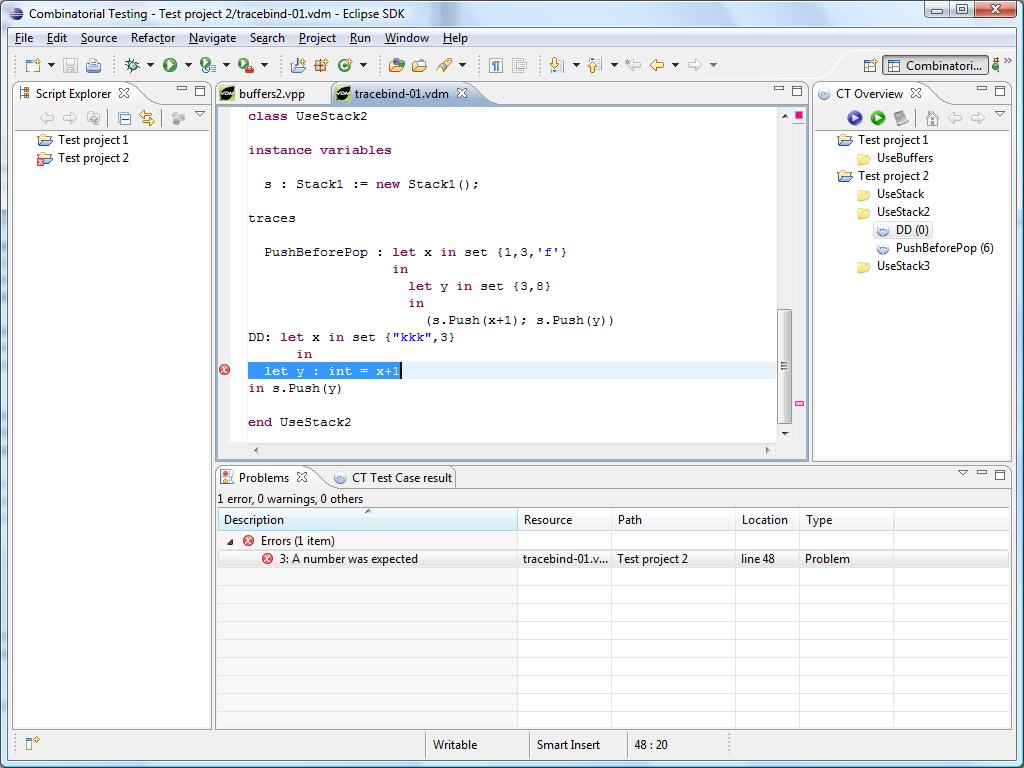 Combinatorial Testing - Test project 2/tracebind-01.vdm - Eclipse SDK
File Edit Source Refactor Navigate Search Project Run Window Help
Combinatori...
Script Explorer
Test project 1
Test project 2
buffers2.vpp tracebind-01.vdm
class UseStack2
instance variables
s : Stack1 := new Stack1();
traces
PushBeforePop : let x in set {1,3,'f'}
in
let y in set {3,8}
in
(s.Push(x+1); s.Push(y))
DD: let x in set {"kkk",3}
in
let y : int = x+1
in s.Push(y)
end UseStack2
CT Overview
Test project 1
UseBuffers
Test project 2
UseStack
UseStack2
DD (0)
PushBeforePop (6)
UseStack3
Problems CT Test Case result
1 error, 0 warnings, 0 others
Description Resource Path Location Type
Errors (1 item)
3: A number was expected tracebind-01.v... Test project 2 line 48 Problem
Writable Smart Insert 48 : 20